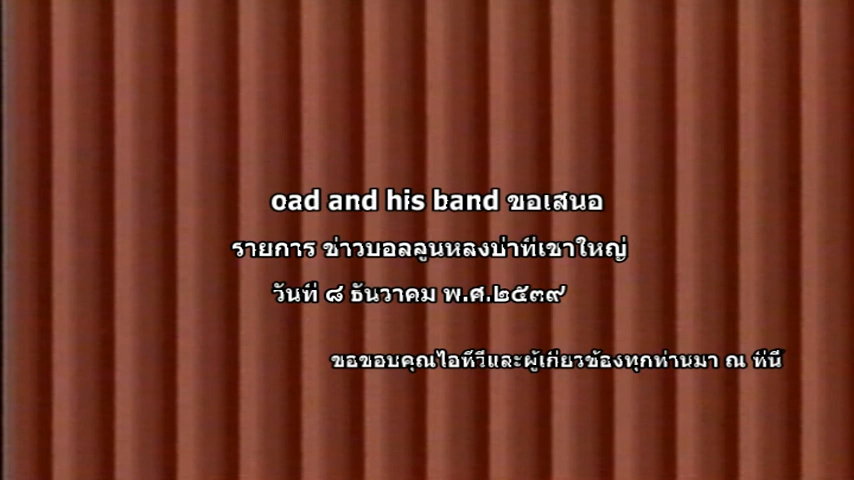 oad and his band ขอเสนอ
รายการ ข่าวบอลลูนหลงป่าที่เขาใหญ่
วันที่ ๘ ธันวาคม พ.ศ.๒๕๓๙
ขอขอบคุณไอทีวีและผู้เกี่ยวข้องทุกท่านมา ณ ที่นี้